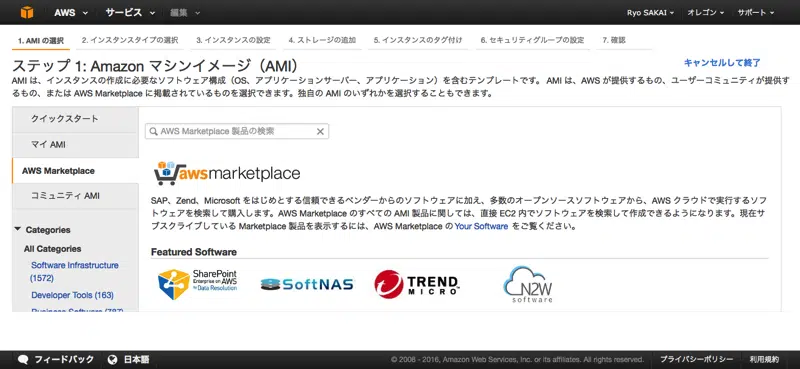 AWS サービス 編集 Ryo SAKAI オレゴン サポート
1. AMI の選択 2. インスタンスタイプの選択 3. インスタンスの設定 4. ストレージの追加 5. インスタンスのタグ付け 6. セキュリティグループの設定 7. 確認
ステップ 1: Amazon マシンイメージ（AMI） キャンセルして終了
AMI は、インスタンスの作成に必要なソフトウェア構成（OS、アプリケーションサーバー、アプリケーション）を含むテンプレートです。 AMI は、AWS が提供するもの、ユーザーコミュニティが提供
するもの、または AWS Marketplace に掲載されているものを選択できます。独自の AMI のいずれかを選択することもできます。
クイックスタート
マイ AMI
AWS Marketplace
コミュニティ AMI
Categories
All Categories
Software Infrastructure
(1572)
Developer Tools (163)
Business Software (787)
AWS Marketplace 製品の検索
awsmarketplace
SAP、Zend、Microsoft をはじめとする信頼できるベンダーからのソフトウェアに加え、多数のオープンソースソフトウェアから、AWS クラウドで実行するソフ
トウェアを検索して購入します。AWS Marketplace のすべての AMI 製品に関しては、直接 EC2 内でソフトウェアを検索して作成できるようになります。現在サ
ブスクライブしている Marketplace 製品を表示するには、AWS Marketplace の Your Software をご覧ください。
Featured Software
SharePoint
Enterprise on AWS
by Data Resolution
SoftNAS
TREND
MICRO
N2W
software
フィードバック 日本語 © 2008 - 2016, Amazon Web Services, Inc. or its affiliates. All rights reserved. プライバシーポリシー 利用規約